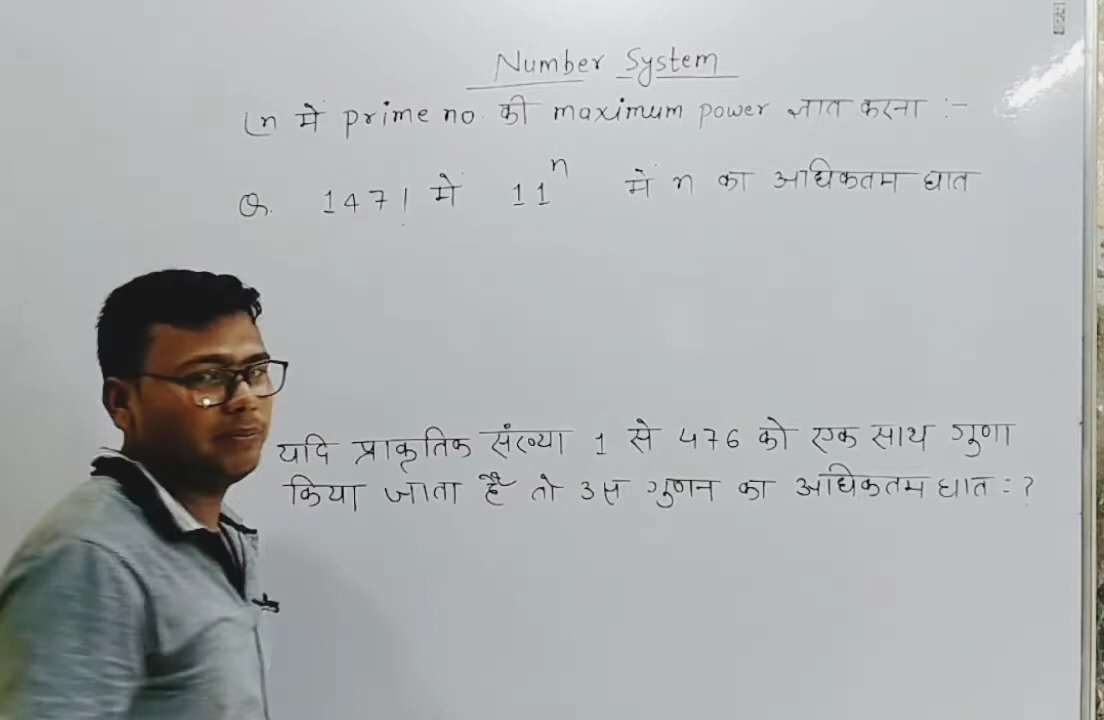 Number System
Ln में prime no. की maximum power ज्ञात करना :-
Q. 147! में 11^n में n का अधिकतम घात
यदि प्राकृतिक संख्या 1 से 476 को एक साथ गुणा
किया जाता है तो उस गुणन का अधिकतम घात : ?